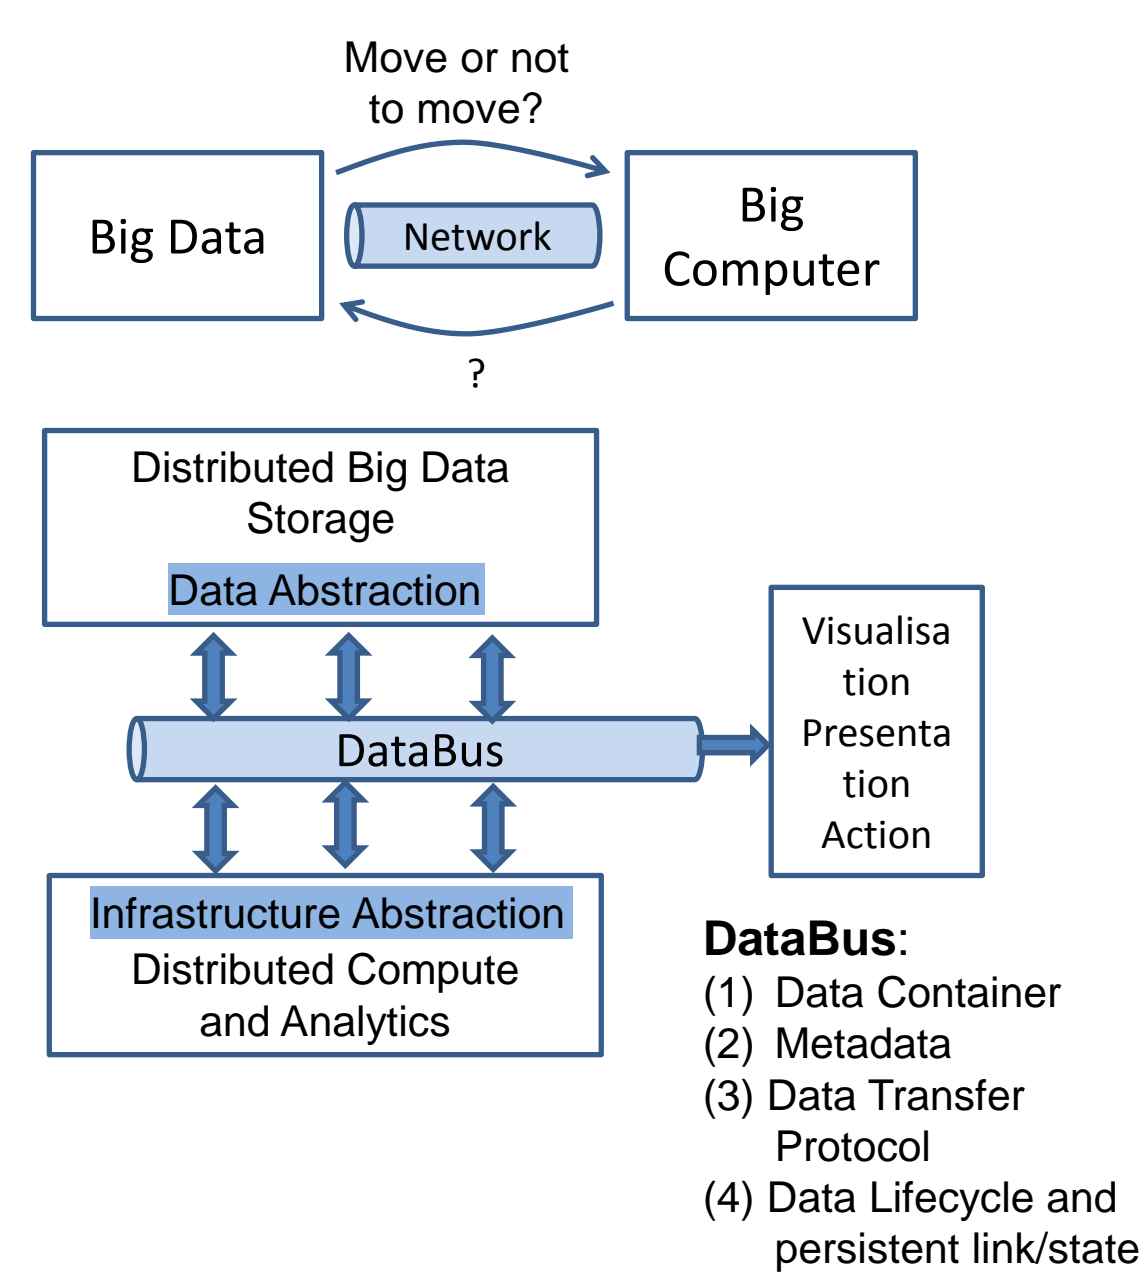 Move or not
to move?
Big Data
Network
Big
Computer
?
Distributed Big Data
Storage
Data Abstraction
DataBus
Visualisa
tion
Presenta
tion
Action
Infrastructure Abstraction
Distributed Compute
and Analytics
DataBus:
(1) Data Container
(2) Metadata
(3) Data Transfer
Protocol
(4) Data Lifecycle and
persistent link/state